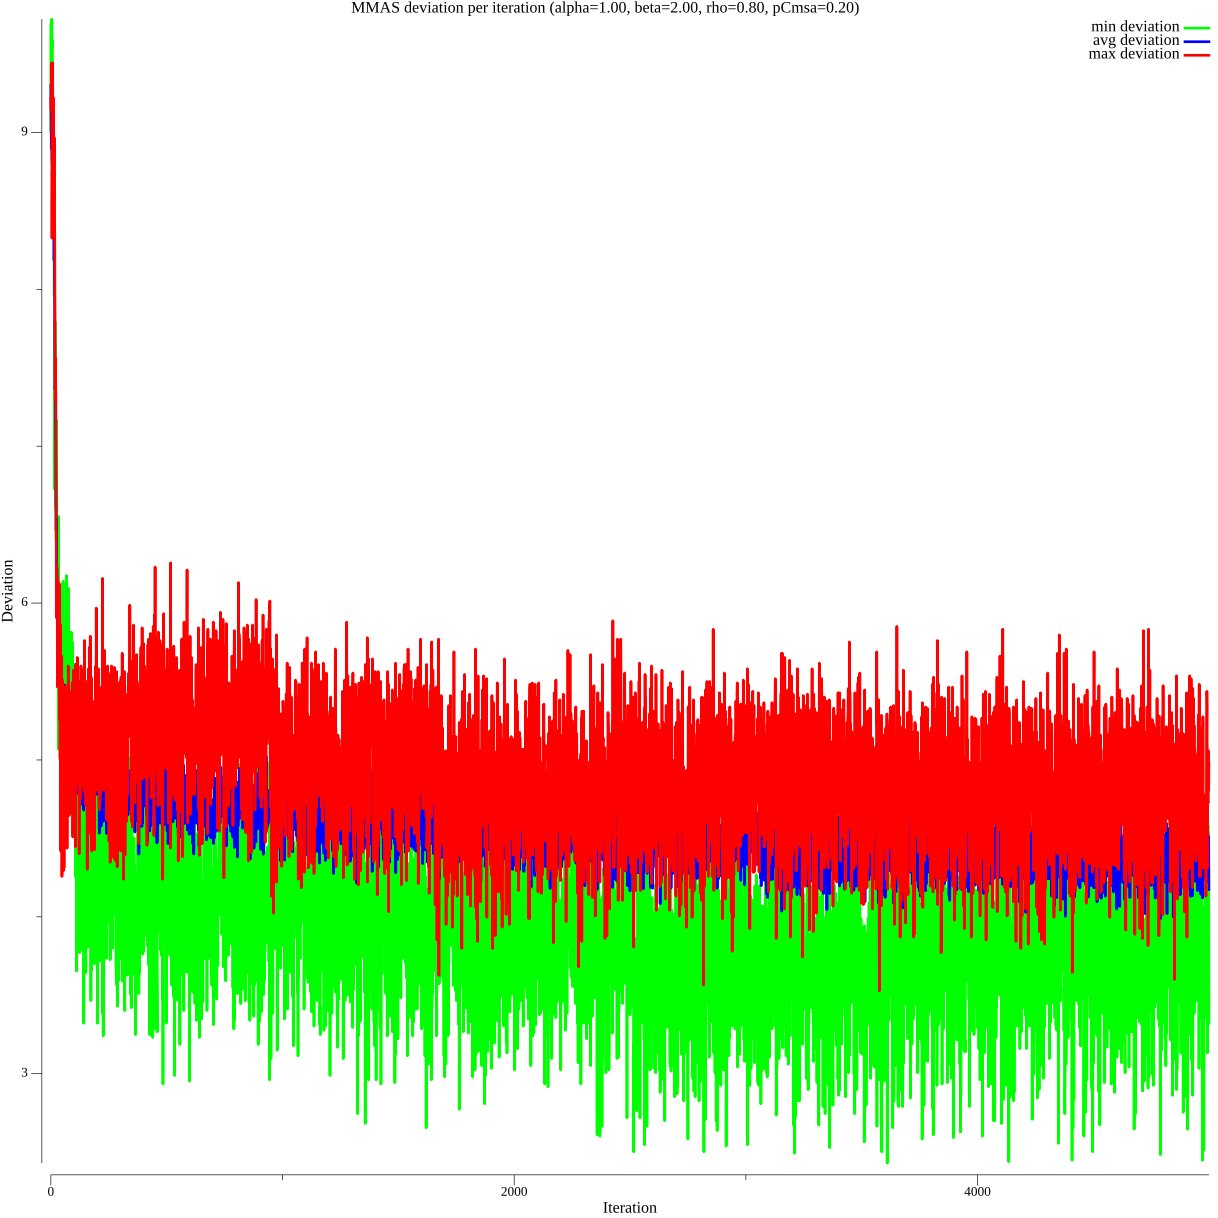 MMAS deviation per iteration (alpha=1.00, beta=2.00, rho=0.80, pCmsa=0.20)
min deviation
avg deviation
max deviation
9
6
3
Deviation
0
2000
4000
Iteration